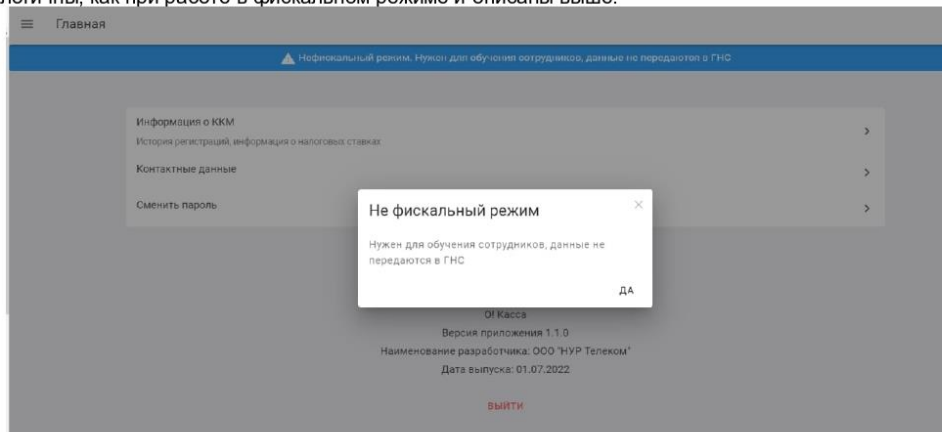 логичны, как при работе в фискальном режиме и описаны выше.
Главная
Нефискальный режим. Нужен для обучения сотрудников, данные не передаются в ГНС
Информация о ККМ
История регистраций, информация о налоговых ставках
Контактные данные
Сменить пароль
Не фискальный режим
Нужен для обучения сотрудников, данные не
передаются в ГНС
ДА
О! Касса
Версия приложения 1.1.0
Наименование разработчика: ООО "НУР Телеком"
Дата выпуска: 01.07.2022
ВЫЙТИ